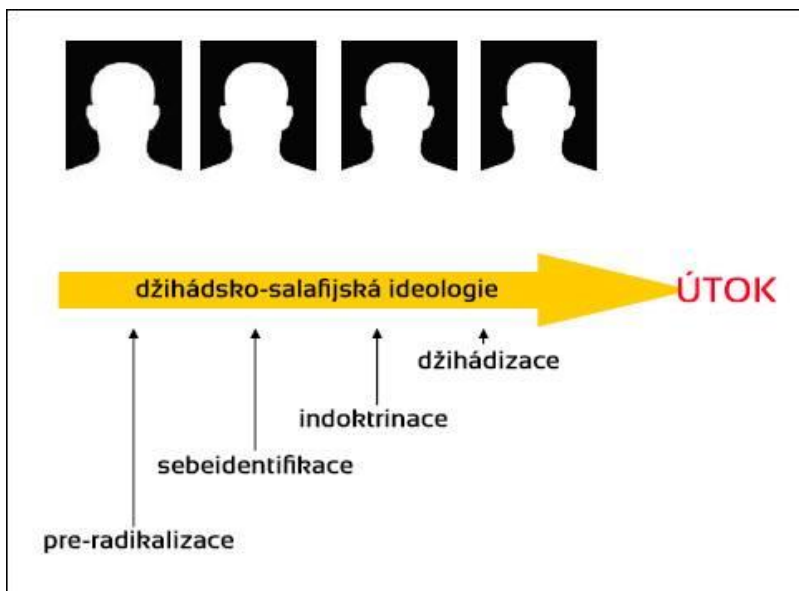 džihádsko-salafijská ideologie
ÚTOK
džihádizace
indoktrinace
sebeidentifikace
pre-radikalizace